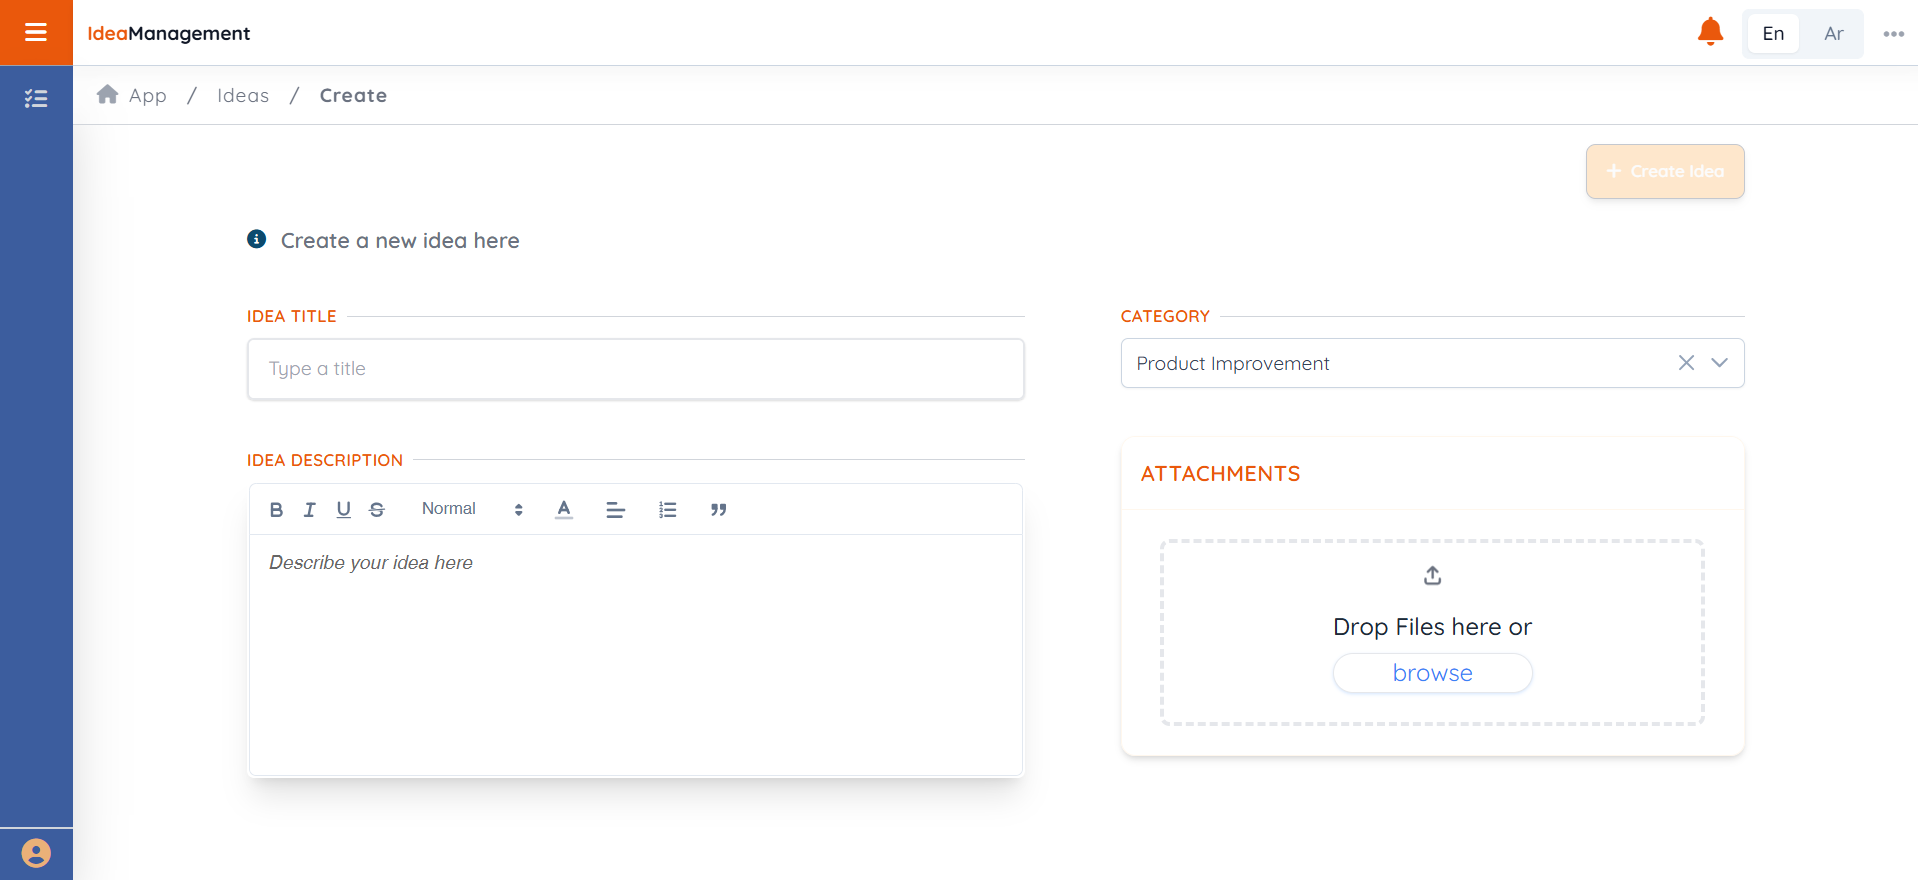 IdeaManagement
En
Ar
App / Ideas / Create
Create Idea
Create a new idea here
IDEA TITLE
Type a title
CATEGORY
Product Improvement
IDEA DESCRIPTION
B I U S Normal A
Describe your idea here
ATTACHMENTS
Drop Files here or
browse